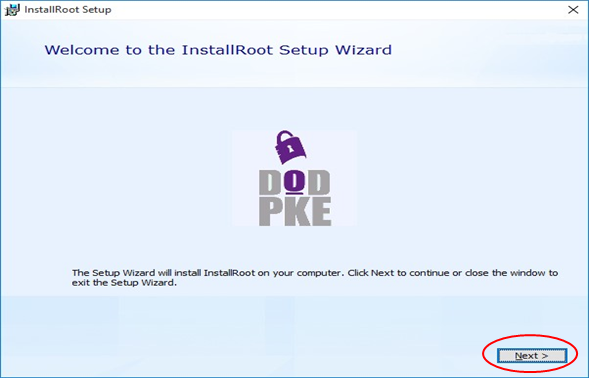 InstallRoot Setup
Welcome to the InstallRoot Setup Wizard
DOD
PKE
The Setup Wizard will install InstallRoot on your computer. Click Next to continue or close the window to
exit the Setup Wizard.
Next >